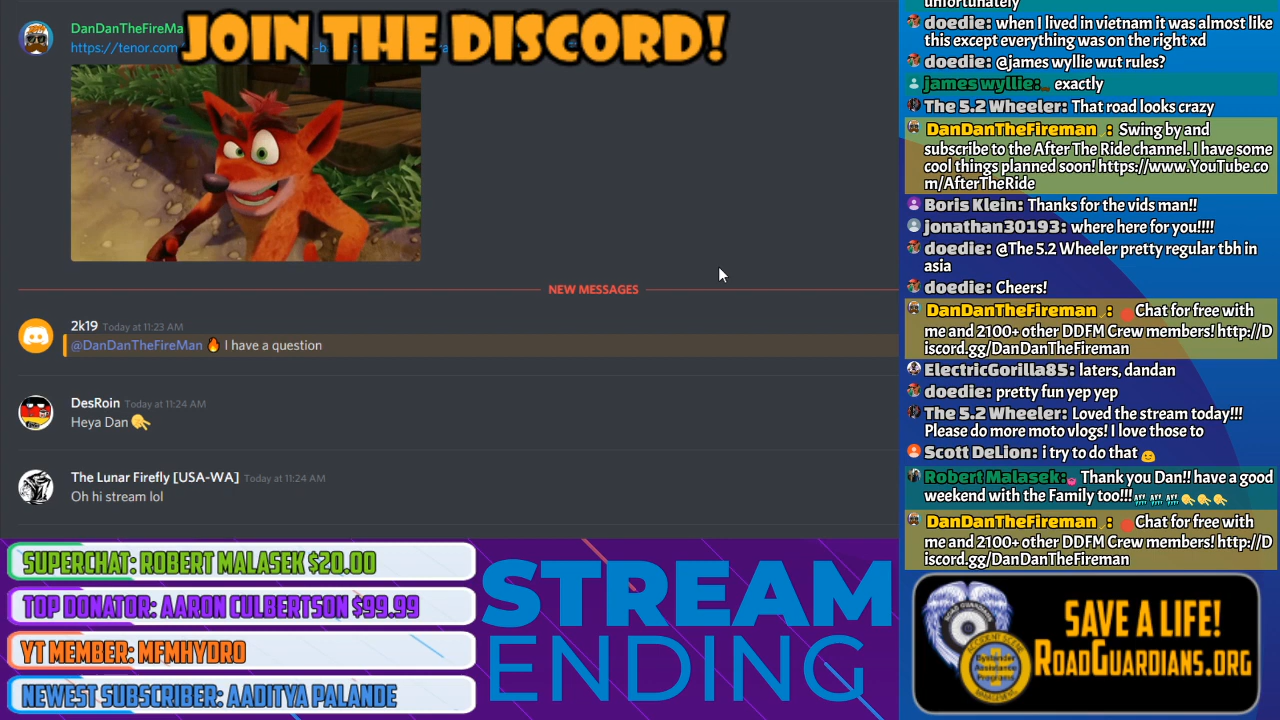 JOIN THE DISCORD!
DanDanTheFireMa
https://tenor.com
NEW MESSAGES
2k19 Today at 11:23 AM
@DanDanTheFireMan 🔥 I have a question
DesRoin Today at 11:24 AM
Heya Dan
The Lunar Firefly [USA-WA] Today at 11:24 AM
Oh hi stream lol
SUPERCHAT: ROBERT MALASEK $20.00
TOP DONATOR: AARON CULBERTSON $99.99
YT MEMBER: MFMHYDRO
NEWEST SUBSCRIBER: AADITYA PALANDE
STREAM
ENDING
unfortunately
doedie: when I lived in vietnam it was almost like
this except everything was on the right xd
doedie: @james wyllie wut rules?
james wyllie: exactly
The 5.2 Wheeler: That road looks crazy
DanDanTheFireman : Swing by and
subscribe to the After The Ride channel. I have some
cool things planned soon! https://www.YouTube.co
m/AfterTheRide
Boris Klein: Thanks for the vids man!!
jonathan30193: where here for you!!!!
doedie: @The 5.2 Wheeler pretty regular tbh in
asia
doedie: Cheers!
DanDanTheFireman : Chat for free with
me and 2100+ other DDFM Crew members! http://D
iscord.gg/DanDanTheFireman
ElectricGorilla85: laters, dandan
doedie: pretty fun yep yep
The 5.2 Wheeler: Loved the stream today!!!
Please do more moto vlogs! I love those to
Scott DeLion: i try to do that
Robert Malasek: Thank you Dan!! have a good
weekend with the Family too!!!
DanDanTheFireman : Chat for free with
me and 2100+ other DDFM Crew members! http://D
iscord.gg/DanDanTheFireman
ROAD GUARDIANS
ACCIDENT SCENE
Bystander
Assistance
Programs
MANAGEMENT
SAVE A LIFE!
ROADGUARDIANS.ORG